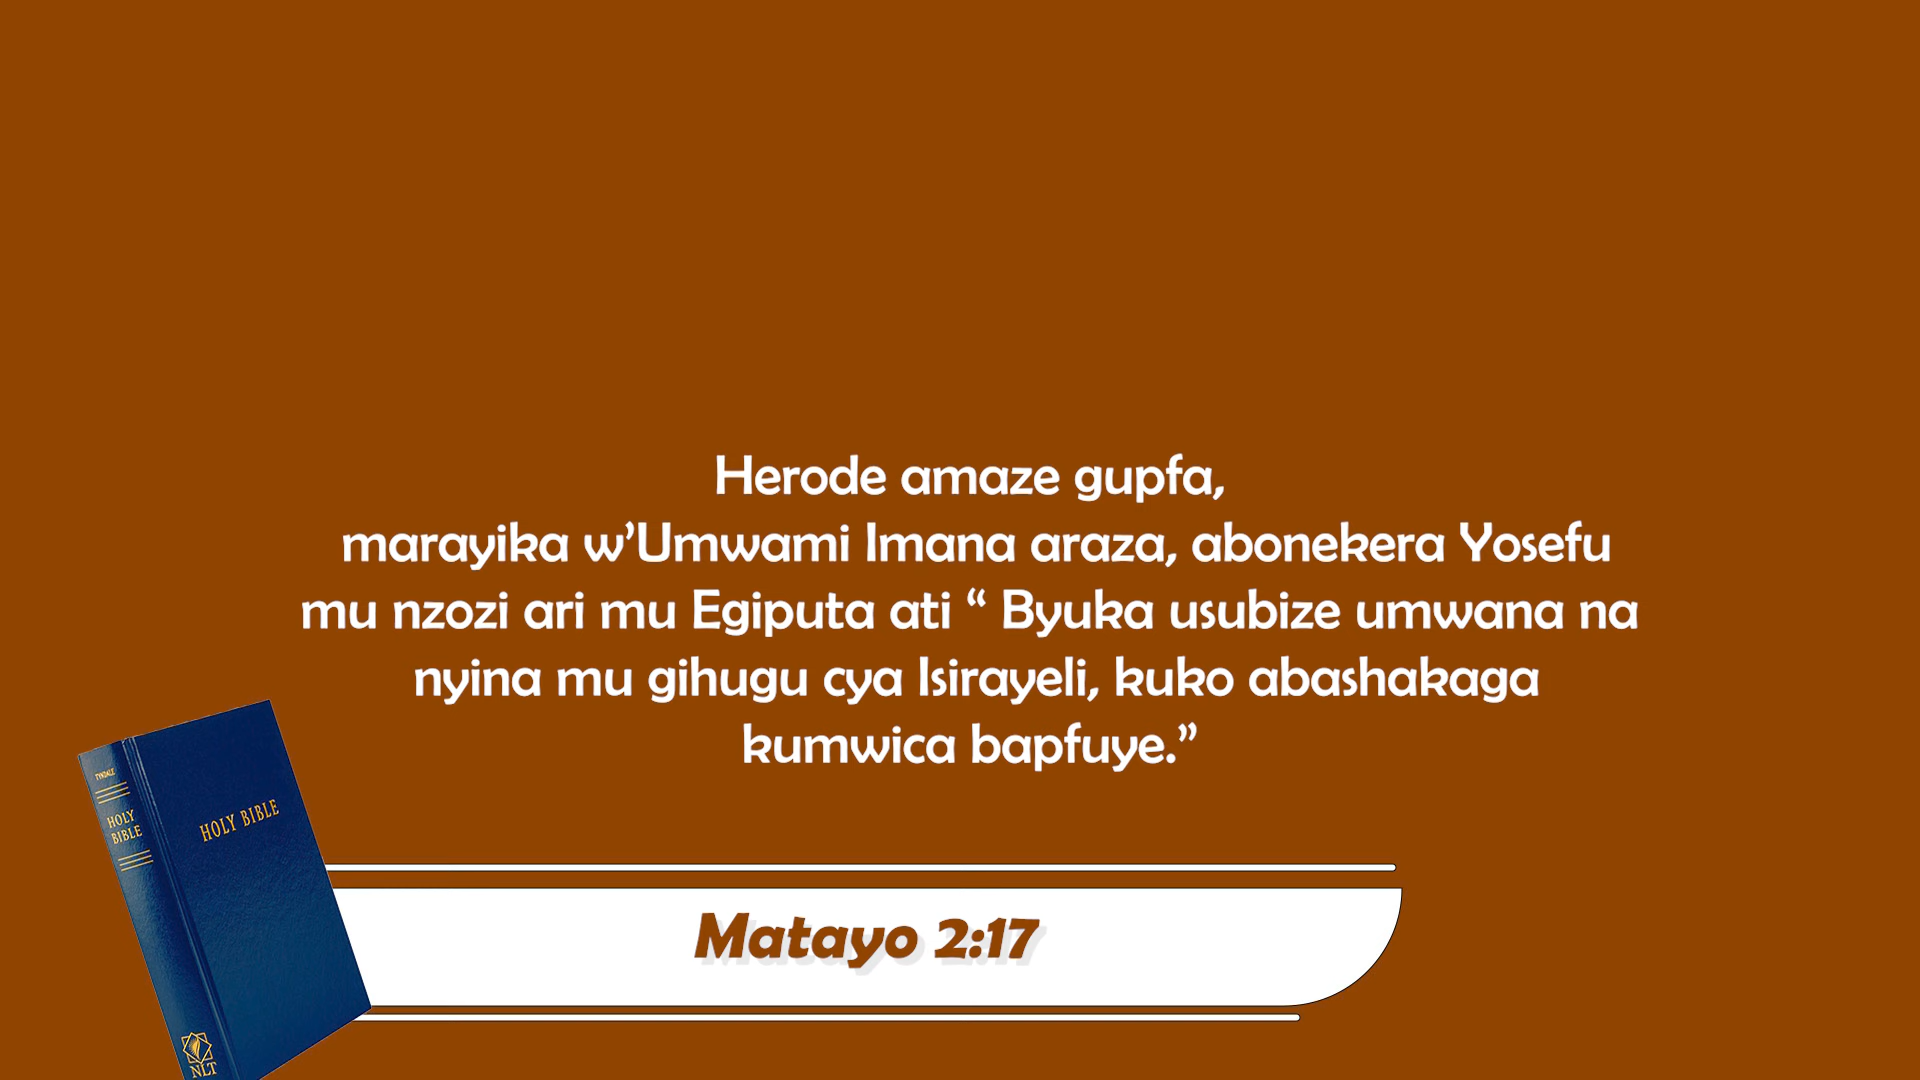 Herode amaze gupfa,
marayika w’Umwami Imana araza, abonekera Yosefu
mu nzozi ari mu Egiputa ati “ Byuka usubize umwana na
nyina mu gihugu cya Isirayeli, kuko abashakaga
kumwica bapfuye.”
TYNDALE
HOLY
BIBLE
HOLY BIBLE
NLT
Matayo 2:17